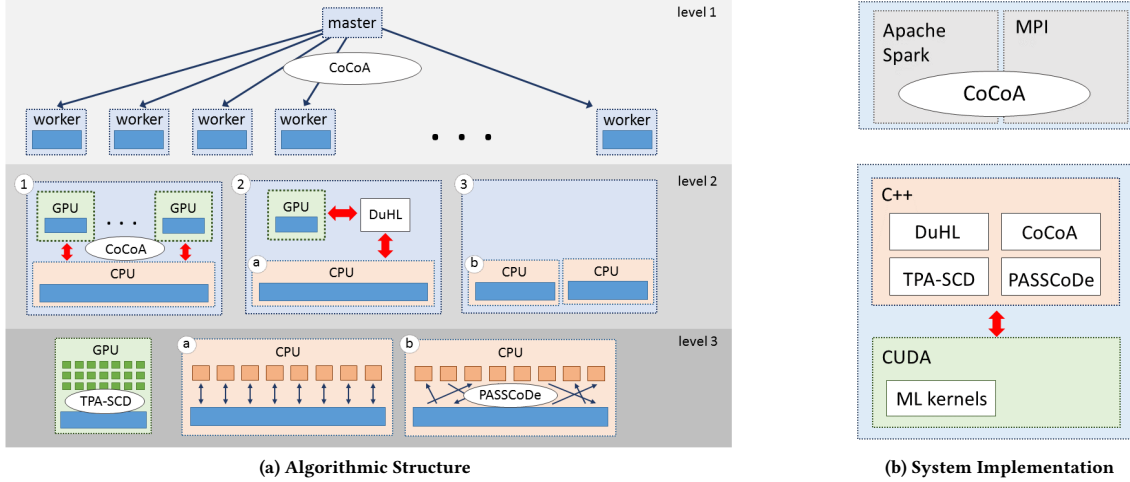 level 1
master
CoCoA
worker
worker
worker
worker
worker
level 2
1
GPU
. . .
GPU
CoCoA
CPU
2
GPU
DuHL
a
CPU
3
b
CPU
CPU
level 3
GPU
TPA-SCD
a
CPU
b
CPU
PASSCoDe
(a) Algorithmic Structure
Apache
Spark
MPI
CoCoA
C++
DuHL
CoCoA
TPA-SCD
PASSCoDe
CUDA
ML kernels
(b) System Implementation